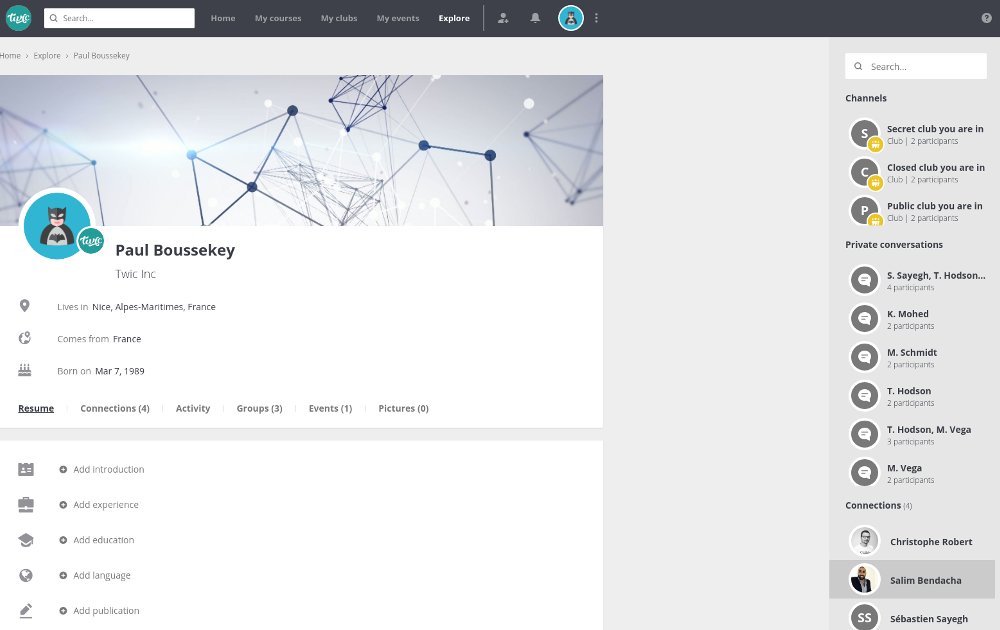 Twic
Search...
Home
My courses
My clubs
My events
Explore
?
Home › Explore › Paul Boussekey
Twic
Paul Boussekey
Twic Inc
Lives in Nice, Alpes-Maritimes, France
Comes from France
Born on Mar 7, 1989
Resume
Connections (4)
Activity
Groups (3)
Events (1)
Pictures (0)
Add introduction
Add experience
Add education
Add language
Add publication
Search...
Channels
S
Secret club you are in
Club | 2 participants
C
Closed club you are in
Club | 2 participants
P
Public club you are in
Club | 2 participants
Private conversations
S. Sayegh, T. Hodson...
4 participants
K. Mohed
2 participants
M. Schmidt
2 participants
T. Hodson
2 participants
T. Hodson, M. Vega
3 participants
M. Vega
2 participants
Connections (4)
Christophe Robert
Salim Bendacha
SS
Sébastien Sayegh